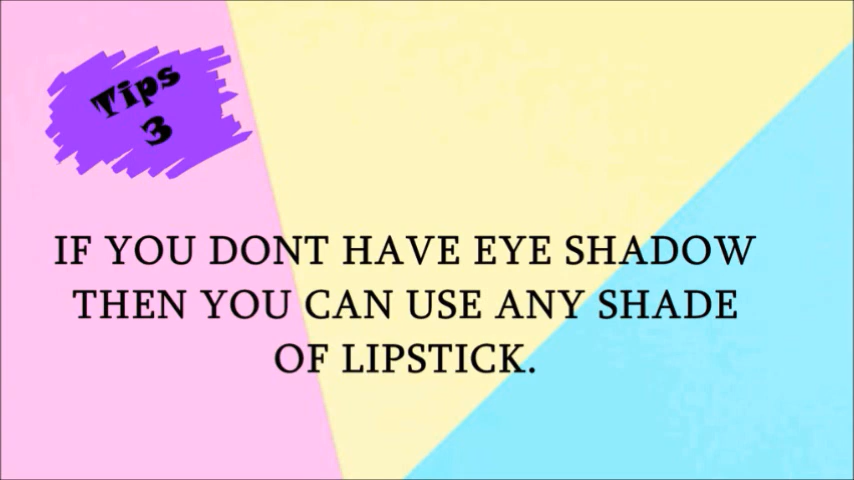 Tips
3
IF YOU DONT HAVE EYE SHADOW
THEN YOU CAN USE ANY SHADE
OF LIPSTICK.